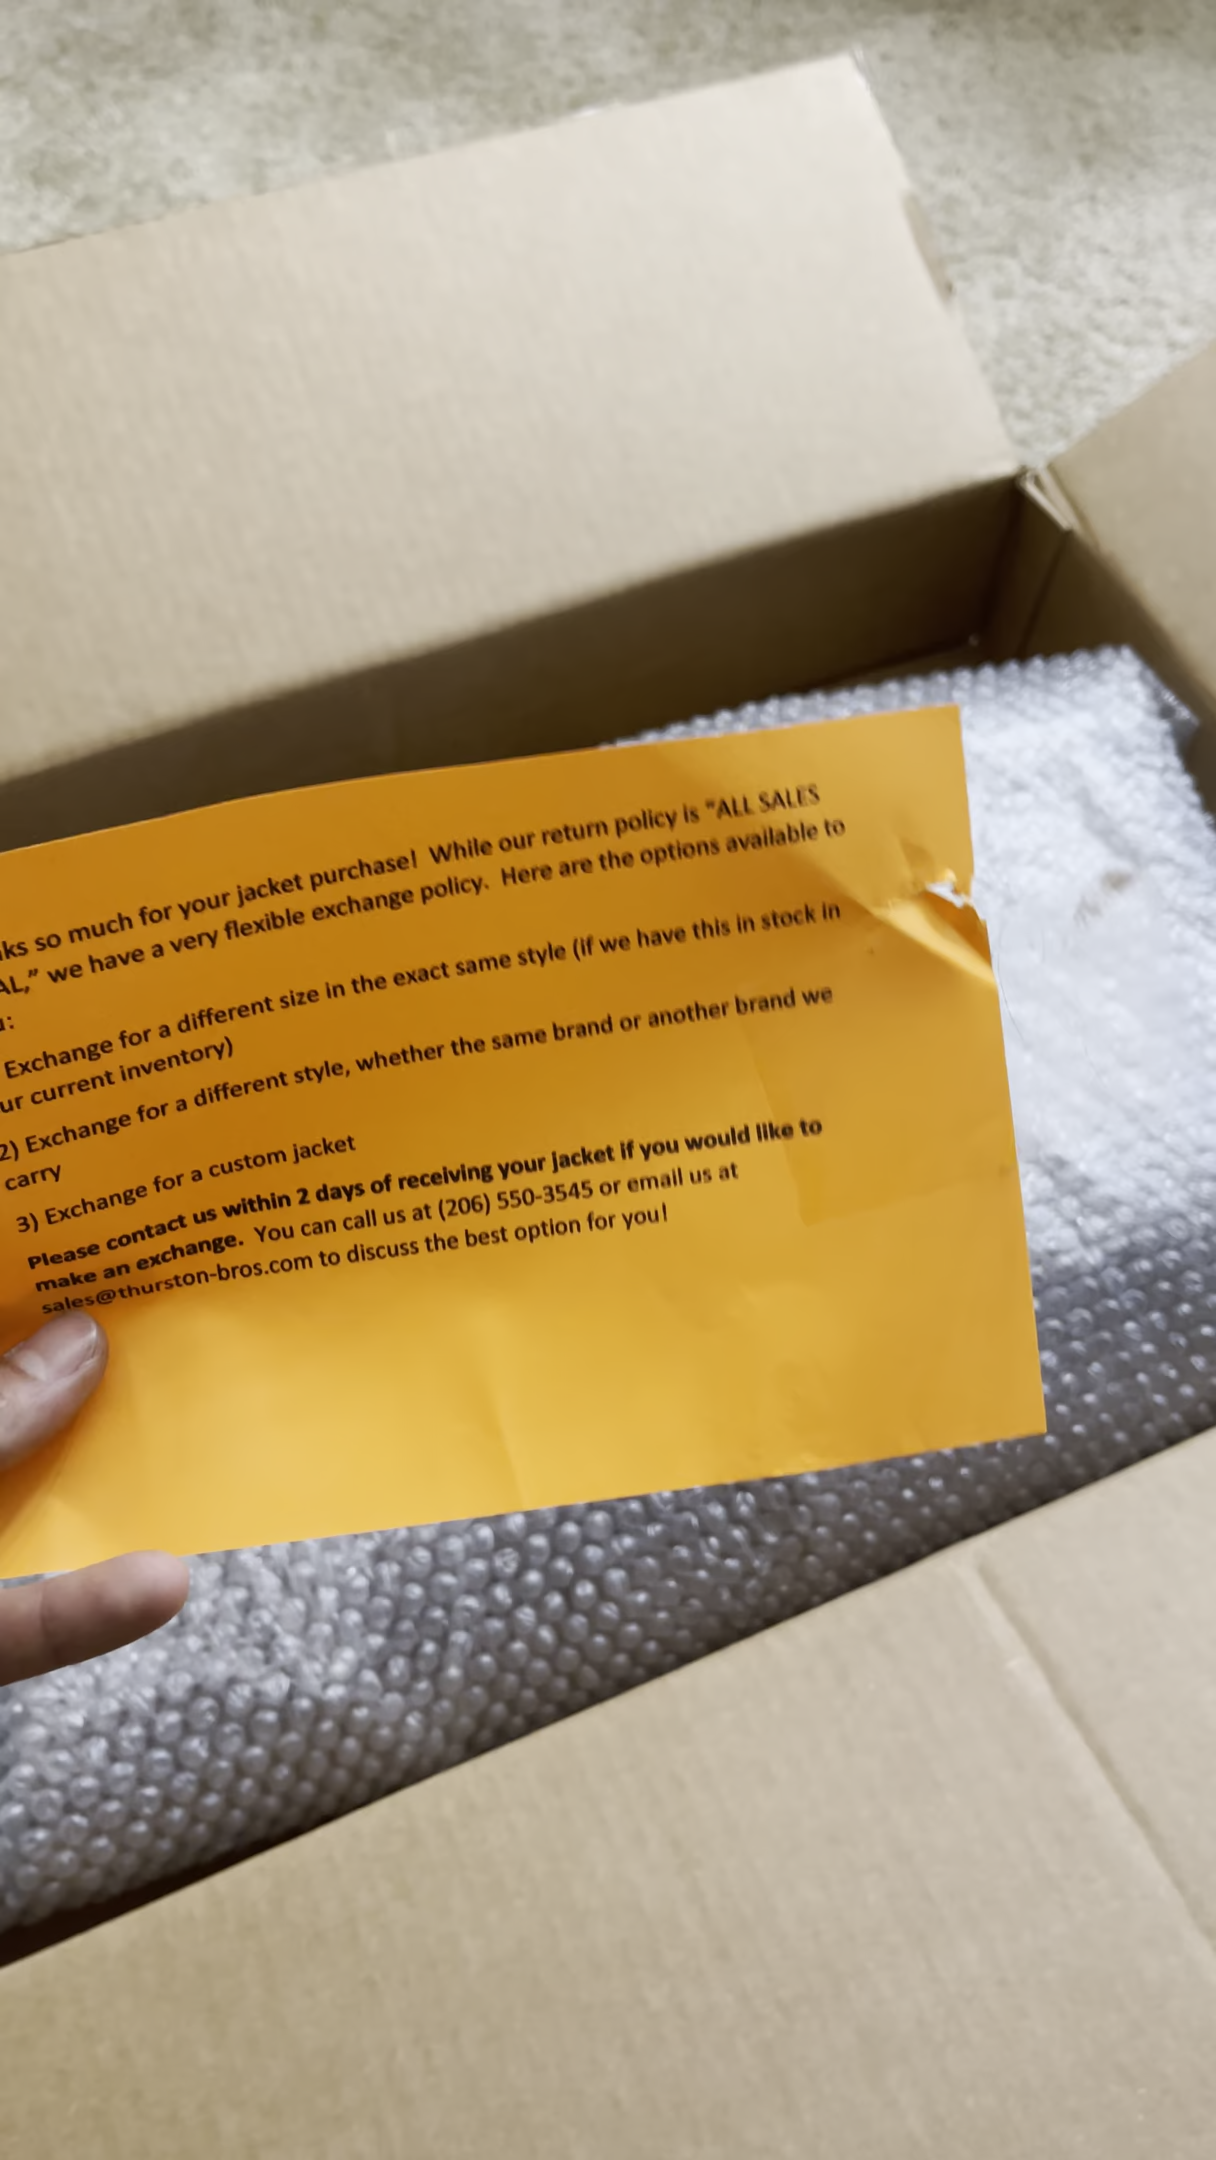 ks so much for your jacket purchase! While our return policy is "ALL SALES
AL," we have a very flexible exchange policy. Here are the options available to
u:
Exchange for a different size in the exact same style (if we have this in stock in
ur current inventory)
2) Exchange for a different style, whether the same brand or another brand we
carry
3) Exchange for a custom jacket
Please contact us within 2 days of receiving your jacket if you would like to
make an exchange. You can call us at (206) 550-3545 or email us at
sales@thurston-bros.com to discuss the best option for you!